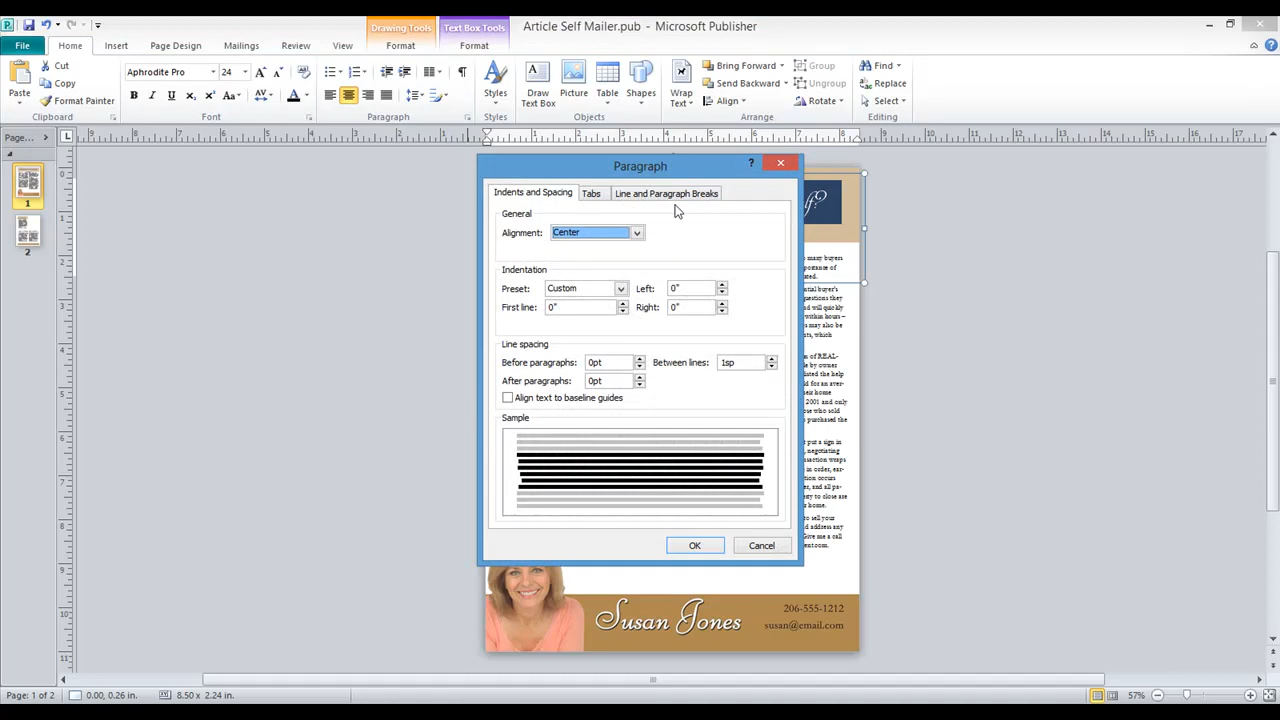 Drawing Tools
Text Box Tools
Article Self Mailer.pub - Microsoft Publisher
File
Home
Insert
Page Design
Mailings
Review
View
Format
Format
Paste
Cut
Copy
Format Painter
Clipboard
Aphrodite Pro
24
Font
Paragraph
Styles
Styles
Draw
Text Box
Picture
Table
Shapes
Objects
Wrap
Text
Bring Forward
Send Backward
Align
Group
Ungroup
Rotate
Arrange
Find
Replace
Select
Editing
Page...
1
2
Paragraph
Indents and Spacing
Tabs
Line and Paragraph Breaks
General
Alignment:
Center
Indentation
Preset:
Custom
Left:
0"
First line:
0"
Right:
0"
Line spacing
Before paragraphs:
0pt
Between lines:
1sp
After paragraphs:
0pt
Align text to baseline guides
Sample
OK
Cancel
Susan Jones
206-555-1212
susan@email.com
Page: 1 of 2
0.00, 0.26 in.
8.50 x 2.24 in.
57%